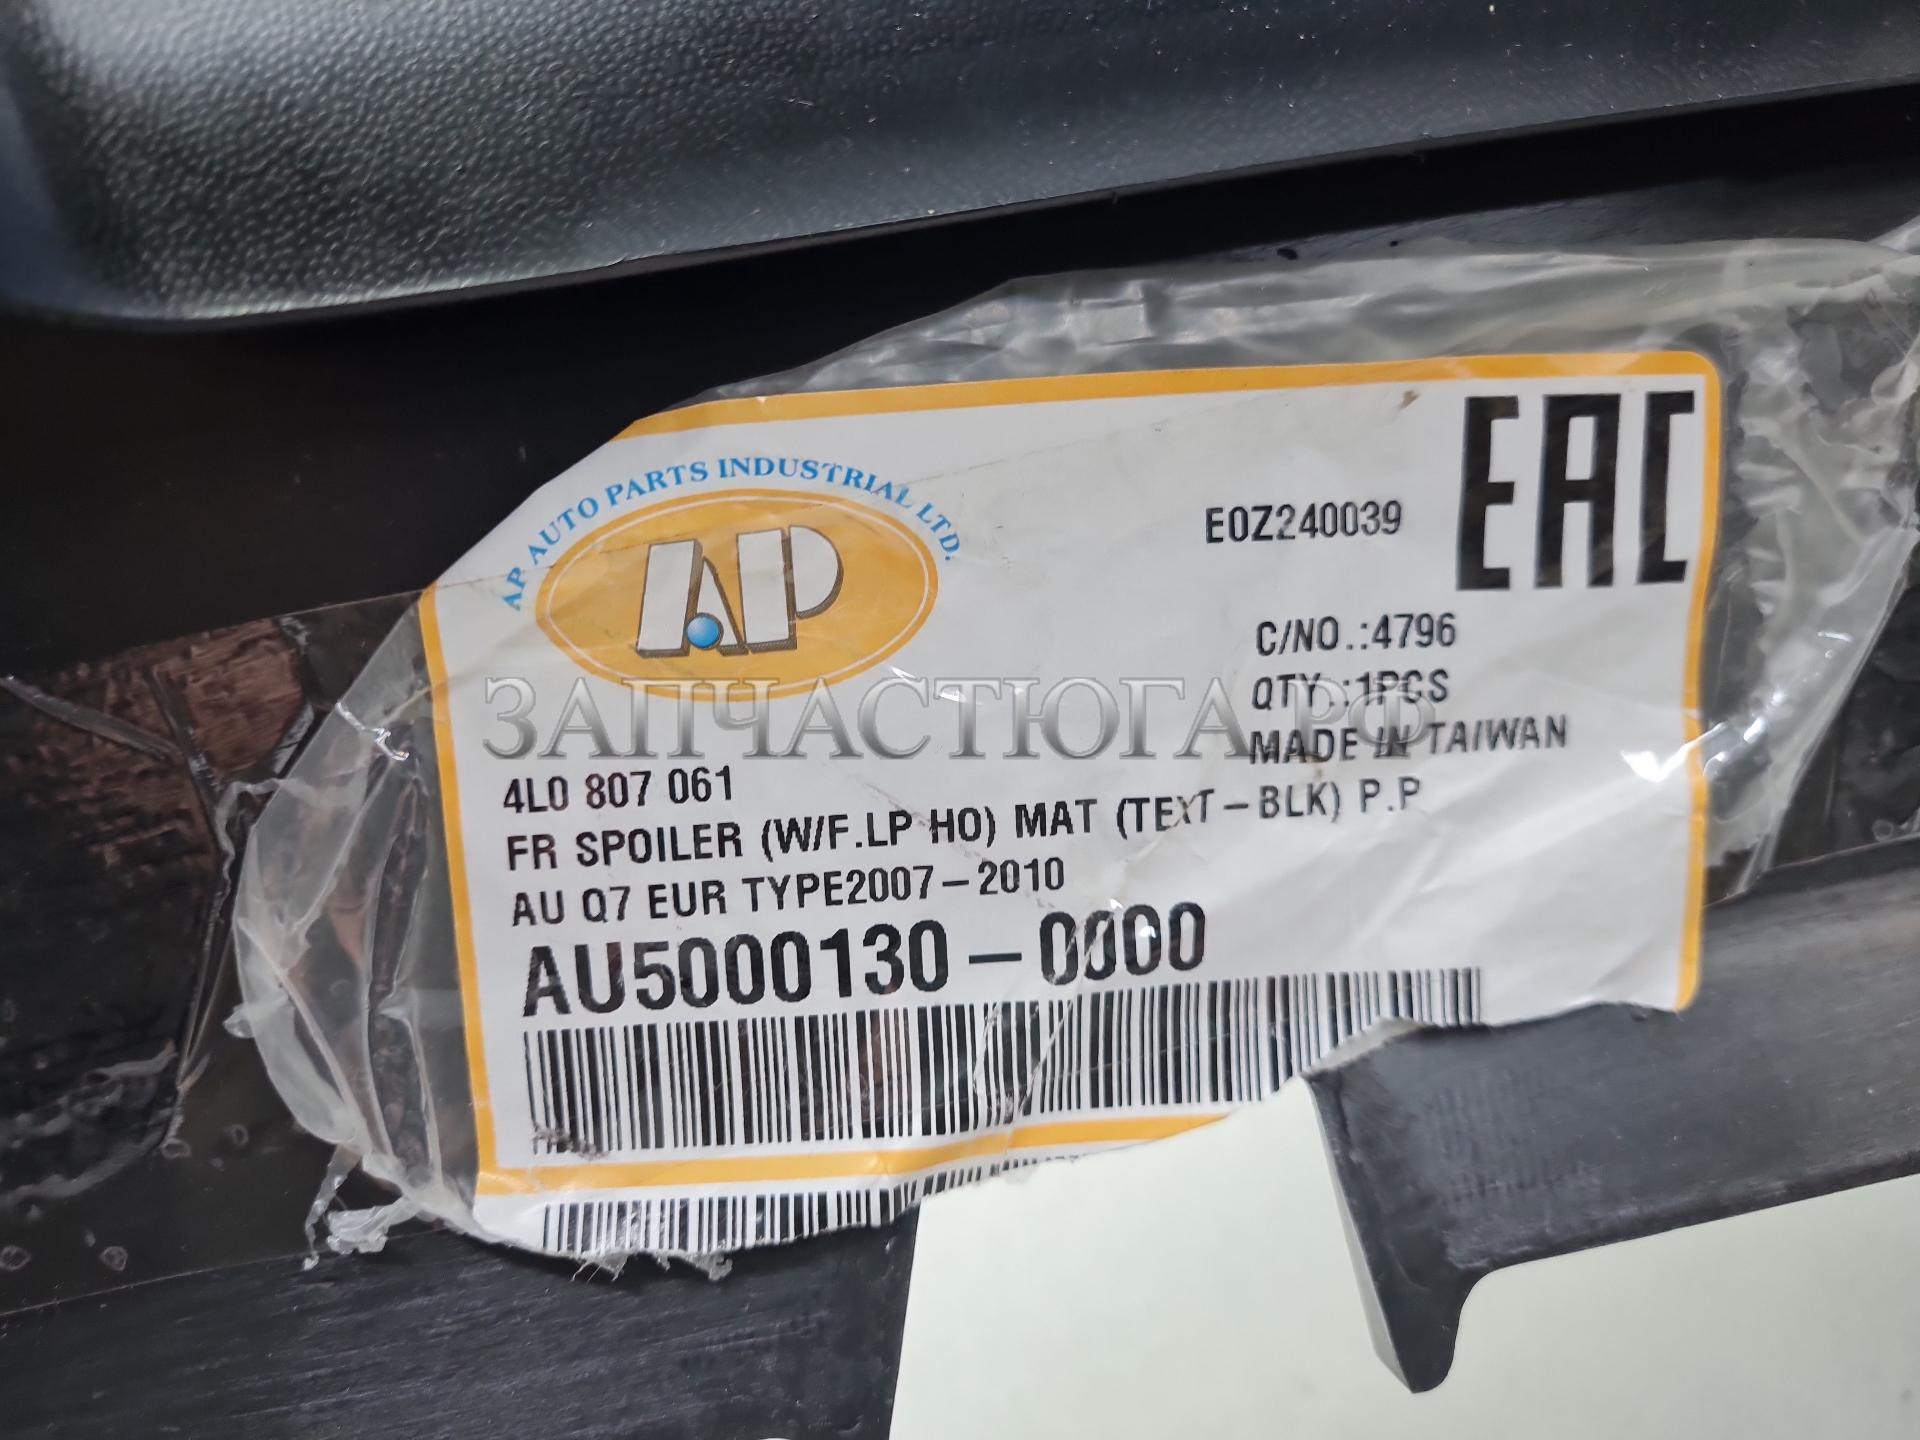 AP AUTO PARTS INDUSTRIAL LTD.
AP
E0Z240039
EAC
C/NO.:4796
QTY.:1PCS
MADE IN TAIWAN
ЗАПЧАСТЮГА.РФ
4L0 807 061
FR SPOILER (W/F.LP HO) MAT (TEXT-BLK) P.P
AU Q7 EUR TYPE2007-2010
AU5000130-0000